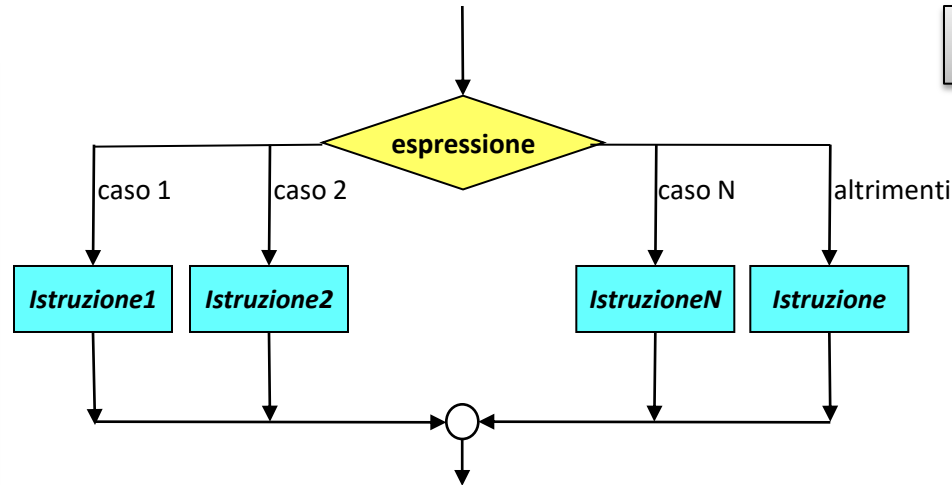 espressione
caso 1
caso 2
caso N
altrimenti
Istruzione1
Istruzione2
IstruzioneN
Istruzione